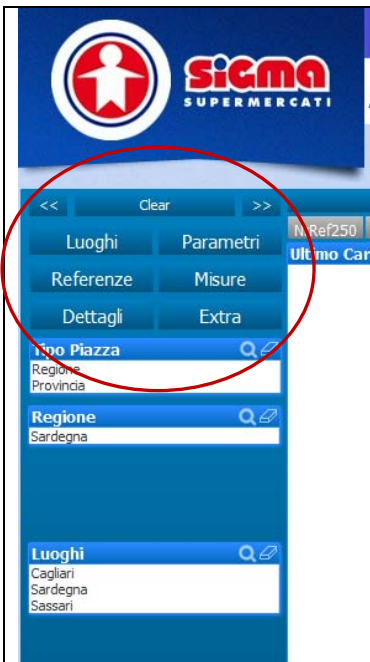 SIGMA
SUPERMERCATI
<< Clear >>
Luoghi Parametri
Referenze Misure
Dettagli Extra
N.Ref250
Ultimo Car
Tipo Piazza
Regione
Provincia
Regione
Sardegna
Luoghi
Cagliari
Sardegna
Sassari